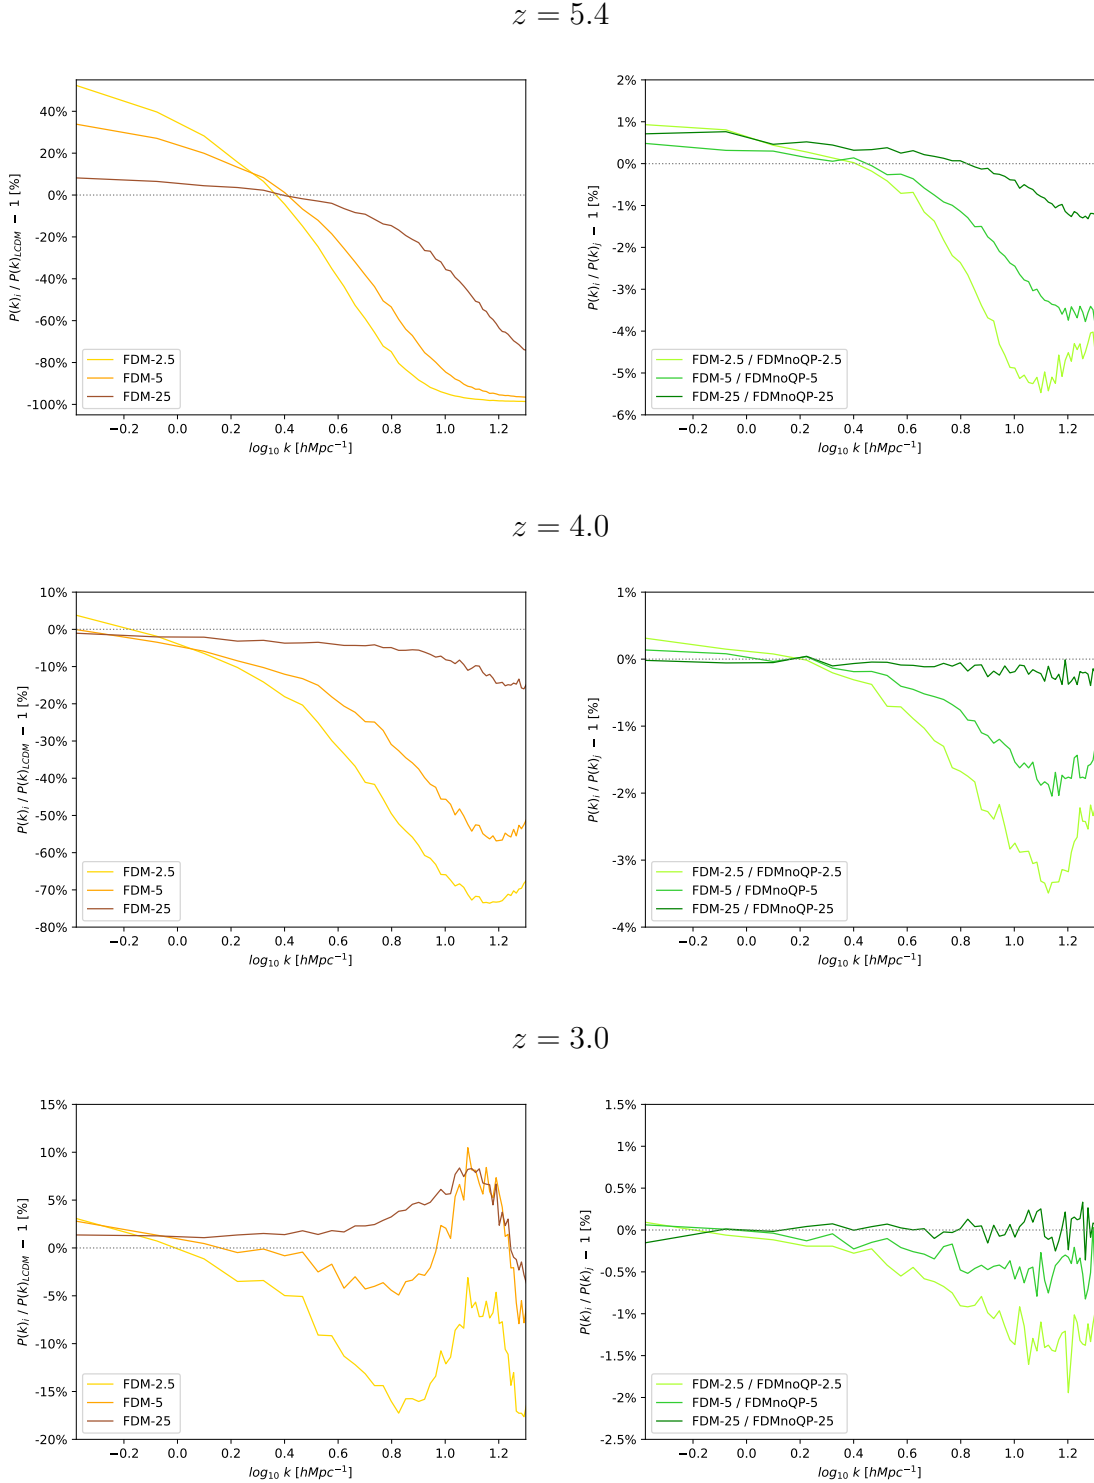 z = 5.4
40%
20%
0%
-20%
-40%
-60%
-80%
-100%
P(k)i / P(k)LCDM − 1 [%]
FDM-2.5
FDM-5
FDM-25
−0.2 0.0 0.2 0.4 0.6 0.8 1.0 1.2
log10 k [hMpc−1]
2%
1%
0%
-1%
-2%
-3%
-4%
-5%
-6%
P(k)i / P(k)j − 1 [%]
FDM-2.5 / FDMnoQP-2.5
FDM-5 / FDMnoQP-5
FDM-25 / FDMnoQP-25
−0.2 0.0 0.2 0.4 0.6 0.8 1.0 1.2
log10 k [hMpc−1]
z = 4.0
10%
0%
-10%
-20%
-30%
-40%
-50%
-60%
-70%
-80%
P(k)i / P(k)LCDM − 1 [%]
FDM-2.5
FDM-5
FDM-25
−0.2 0.0 0.2 0.4 0.6 0.8 1.0 1.2
log10 k [hMpc−1]
1%
0%
-1%
-2%
-3%
-4%
P(k)i / P(k)j − 1 [%]
FDM-2.5 / FDMnoQP-2.5
FDM-5 / FDMnoQP-5
FDM-25 / FDMnoQP-25
−0.2 0.0 0.2 0.4 0.6 0.8 1.0 1.2
log10 k [hMpc−1]
z = 3.0
15%
10%
5%
0%
-5%
-10%
-15%
-20%
P(k)i / P(k)LCDM − 1 [%]
FDM-2.5
FDM-5
FDM-25
−0.2 0.0 0.2 0.4 0.6 0.8 1.0 1.2
log10 k [hMpc−1]
1.5%
1%
0.5%
0%
-0.5%
-1%
-1.5%
-2%
-2.5%
P(k)i / P(k)j − 1 [%]
FDM-2.5 / FDMnoQP-2.5
FDM-5 / FDMnoQP-5
FDM-25 / FDMnoQP-25
−0.2 0.0 0.2 0.4 0.6 0.8 1.0 1.2
log10 k [hMpc−1]